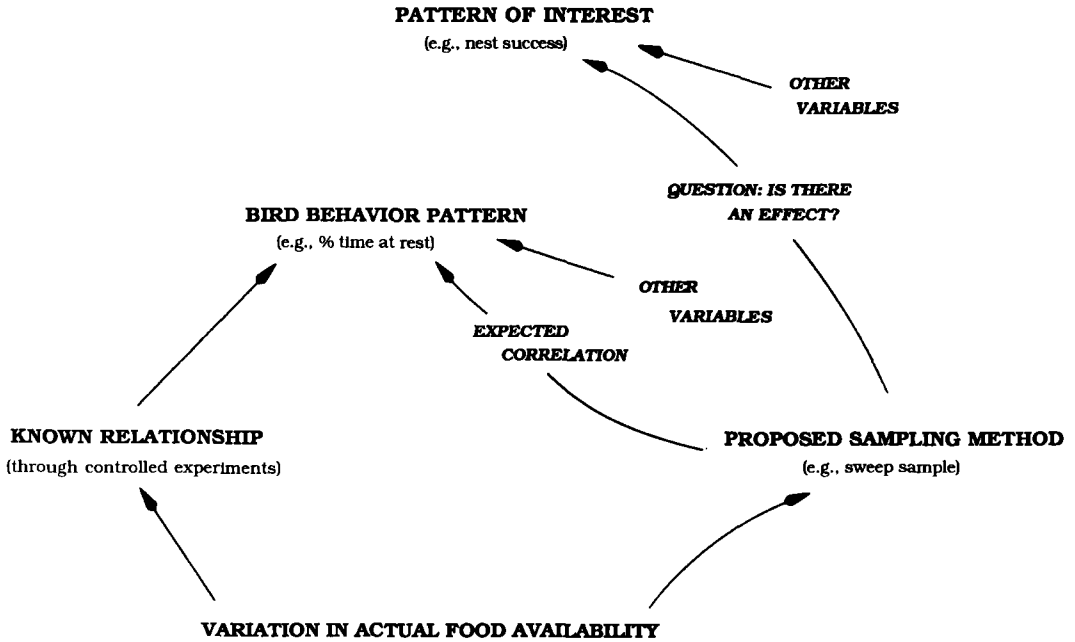 PATTERN OF INTEREST
(e.g., nest success)
OTHER
VARIABLES
QUESTION: IS THERE
AN EFFECT?
BIRD BEHAVIOR PATTERN
(e.g., % time at rest)
OTHER
VARIABLES
EXPECTED
CORRELATION
KNOWN RELATIONSHIP
(through controlled experiments)
PROPOSED SAMPLING METHOD
(e.g., sweep sample)
VARIATION IN ACTUAL FOOD AVAILABILITY